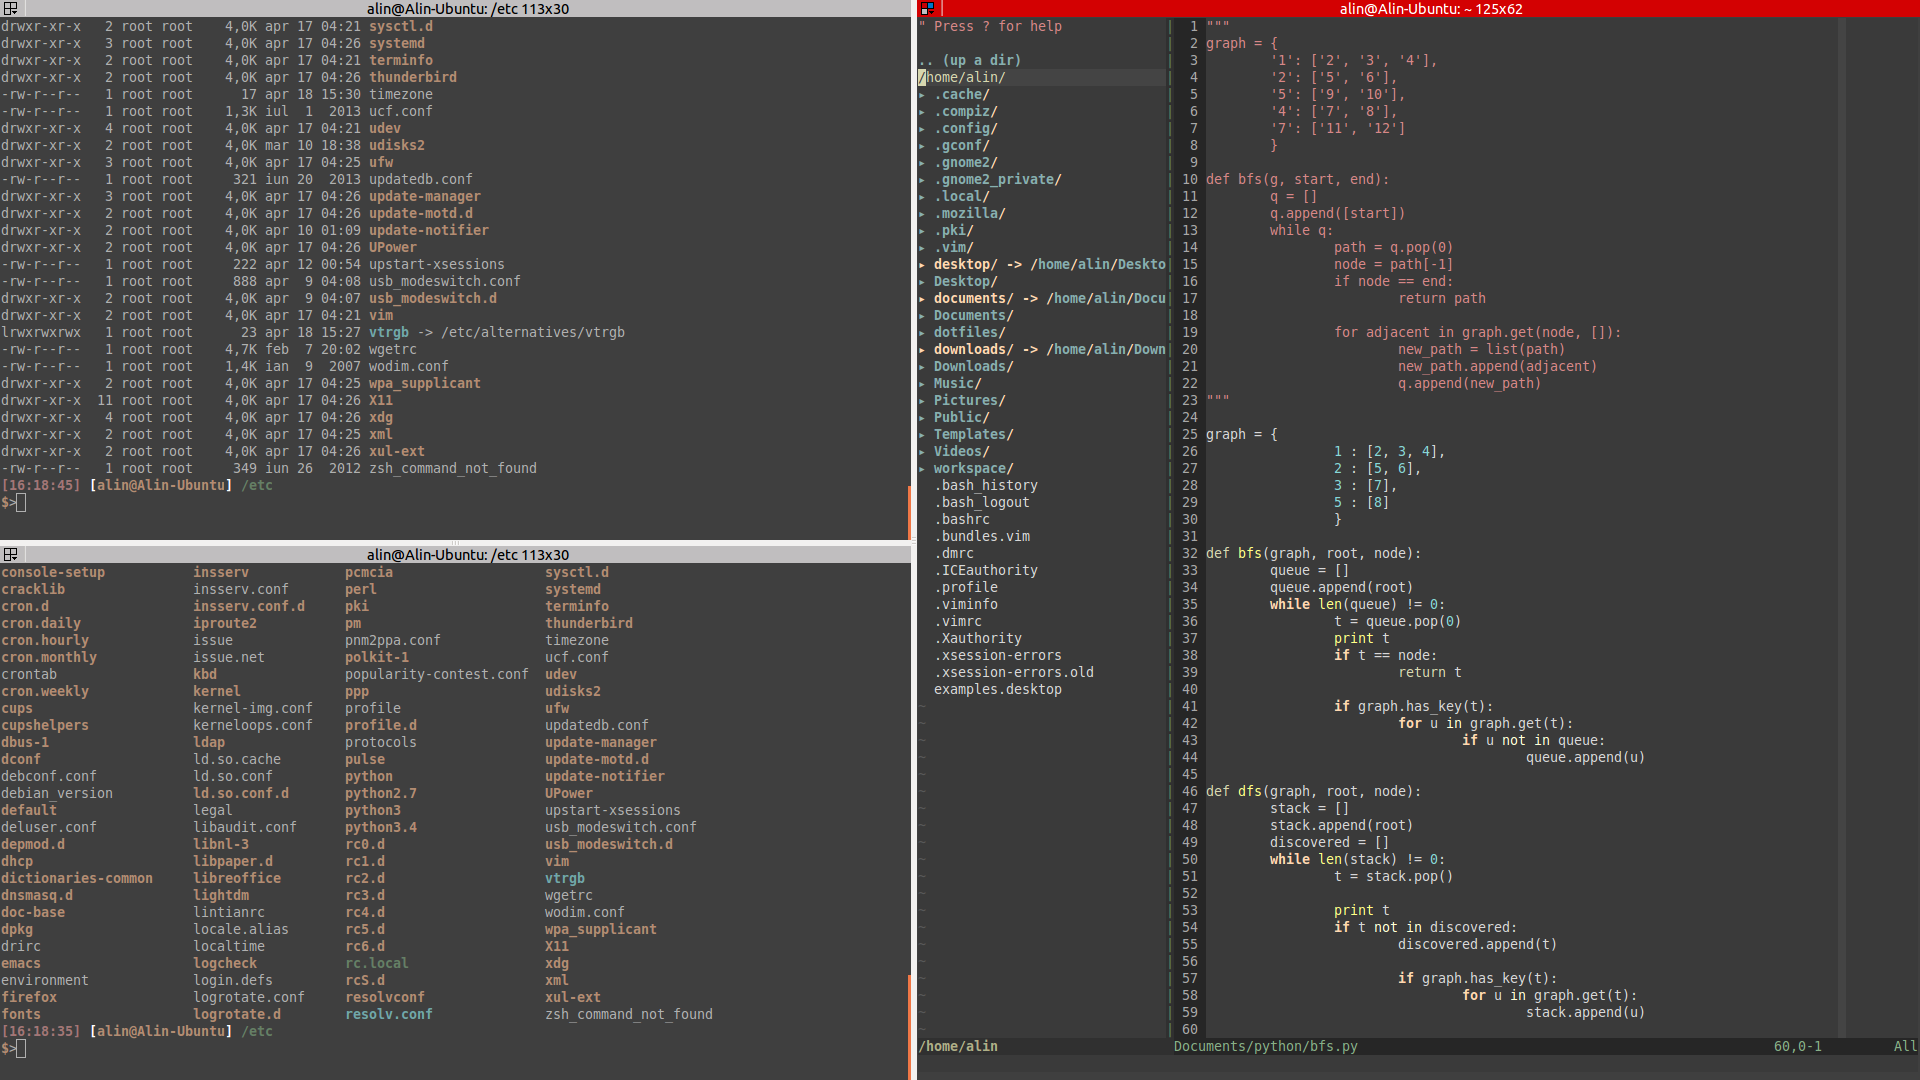 alin@Alin-Ubuntu: /etc 113x30
drwxr-xr-x   2 root root    4,0K apr 17 04:21 sysctl.d
drwxr-xr-x   3 root root    4,0K apr 17 04:26 systemd
drwxr-xr-x   2 root root    4,0K apr 17 04:21 terminfo
drwxr-xr-x   2 root root    4,0K apr 17 04:26 thunderbird
-rw-r--r--   1 root root      17 apr 18 15:30 timezone
-rw-r--r--   1 root root    1,3K iul  1  2013 ucf.conf
drwxr-xr-x   4 root root    4,0K apr 17 04:21 udev
drwxr-xr-x   2 root root    4,0K mar 10 18:38 udisks2
drwxr-xr-x   3 root root    4,0K apr 17 04:25 ufw
-rw-r--r--   1 root root     321 iun 20  2013 updatedb.conf
drwxr-xr-x   3 root root    4,0K apr 17 04:26 update-manager
drwxr-xr-x   2 root root    4,0K apr 17 04:26 update-motd.d
drwxr-xr-x   2 root root    4,0K apr 10 01:09 update-notifier
drwxr-xr-x   2 root root    4,0K apr 17 04:26 UPower
-rw-r--r--   1 root root     222 apr 12 00:54 upstart-xsessions
-rw-r--r--   1 root root     888 apr  9 04:08 usb_modeswitch.conf
drwxr-xr-x   2 root root    4,0K apr  9 04:07 usb_modeswitch.d
drwxr-xr-x   2 root root    4,0K apr 17 04:21 vim
lrwxrwxrwx   1 root root      23 apr 18 15:27 vtrgb -> /etc/alternatives/vtrgb
-rw-r--r--   1 root root    4,7K feb  7 20:02 wgetrc
-rw-r--r--   1 root root    1,4K ian  9  2007 wodim.conf
drwxr-xr-x   2 root root    4,0K apr 17 04:25 wpa_supplicant
drwxr-xr-x  11 root root    4,0K apr 17 04:26 X11
drwxr-xr-x   4 root root    4,0K apr 17 04:26 xdg
drwxr-xr-x   2 root root    4,0K apr 17 04:25 xml
drwxr-xr-x   2 root root    4,0K apr 17 04:26 xul-ext
-rw-r--r--   1 root root     349 iun 26  2012 zsh_command_not_found
[16:18:45] [alin@Alin-Ubuntu] /etc
$>
alin@Alin-Ubuntu: /etc 113x30
console-setup           insserv            pcmcia                   sysctl.d
cracklib                insserv.conf       perl                     systemd
cron.d                  insserv.conf.d     pki                      terminfo
cron.daily              iproute2           pm                       thunderbird
cron.hourly             issue              pnm2ppa.conf             timezone
cron.monthly            issue.net          polkit-1                 ucf.conf
crontab                 kbd                popularity-contest.conf  udev
cron.weekly             kernel             ppp                      udisks2
cups                    kernel-img.conf    profile                  ufw
cupshelpers             kerneloops.conf    profile.d                updatedb.conf
dbus-1                  ldap               protocols                update-manager
dconf                   ld.so.cache        pulse                    update-motd.d
debconf.conf            ld.so.conf         python                   update-notifier
debian_version          ld.so.conf.d       python2.7                UPower
default                 legal              python3                  upstart-xsessions
deluser.conf            libaudit.conf      python3.4                usb_modeswitch.conf
depmod.d                libnl-3            rc0.d                    usb_modeswitch.d
dhcp                    libpaper.d         rc1.d                    vim
dictionaries-common     libreoffice        rc2.d                    vtrgb
dnsmasq.d               lightdm            rc3.d                    wgetrc
doc-base                lintianrc          rc4.d                    wodim.conf
dpkg                    locale.alias       rc5.d                    wpa_supplicant
drirc                   localtime          rc6.d                    X11
emacs                   logcheck           rc.local                 xdg
environment             login.defs         rcS.d                    xml
firefox                 logrotate.conf     resolvconf               xul-ext
fonts                   logrotate.d        resolv.conf              zsh_command_not_found
[16:18:35] [alin@Alin-Ubuntu] /etc
$>
alin@Alin-Ubuntu: ~ 125x62
" Press ? for help
.. (up a dir)
/home/alin/
▸ .cache/
▸ .compiz/
▸ .config/
▸ .gconf/
▸ .gnome2/
▸ .gnome2_private/
▸ .local/
▸ .mozilla/
▸ .pki/
▸ .vim/
▸ desktop/ -> /home/alin/Deskto
▸ Desktop/
▸ documents/ -> /home/alin/Docu
▸ Documents/
▸ dotfiles/
▸ downloads/ -> /home/alin/Down
▸ Downloads/
▸ Music/
▸ Pictures/
▸ Public/
▸ Templates/
▸ Videos/
▸ workspace/
.bash_history
.bash_logout
.bashrc
.bundles.vim
.dmrc
.ICEauthority
.profile
.viminfo
.vimrc
.Xauthority
.xsession-errors
.xsession-errors.old
examples.desktop
/home/alin
1 """
2 graph = {
3         '1': ['2', '3', '4'],
4         '2': ['5', '6'],
5         '5': ['9', '10'],
6         '4': ['7', '8'],
7         '7': ['11', '12']
8         }
9
10 def bfs(g, start, end):
11         q = []
12         q.append([start])
13         while q:
14                 path = q.pop(0)
15                 node = path[-1]
16                 if node == end:
17                         return path
18
19                 for adjacent in graph.get(node, []):
20                         new_path = list(path)
21                         new_path.append(adjacent)
22                         q.append(new_path)
23 """
24
25 graph = {
26                 1 : [2, 3, 4],
27                 2 : [5, 6],
28                 3 : [7],
29                 5 : [8]
30                 }
31
32 def bfs(graph, root, node):
33         queue = []
34         queue.append(root)
35         while len(queue) != 0:
36                 t = queue.pop(0)
37                 print t
38                 if t == node:
39                         return t
40
41                 if graph.has_key(t):
42                         for u in graph.get(t):
43                                 if u not in queue:
44                                         queue.append(u)
45
46 def dfs(graph, root, node):
47         stack = []
48         stack.append(root)
49         discovered = []
50         while len(stack) != 0:
51                 t = stack.pop()
52
53                 print t
54                 if t not in discovered:
55                         discovered.append(t)
56
57                         if graph.has_key(t):
58                                 for u in graph.get(t):
59                                         stack.append(u)
60
Documents/python/bfs.py 60,0-1 All